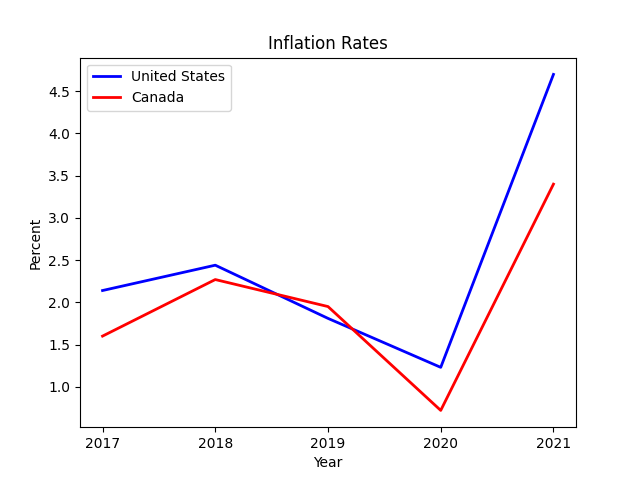 Inflation Rates
United States
Canada
Percent
4.5
4.0
3.5
3.0
2.5
2.0
1.5
1.0
2017 2018 2019 2020 2021
Year